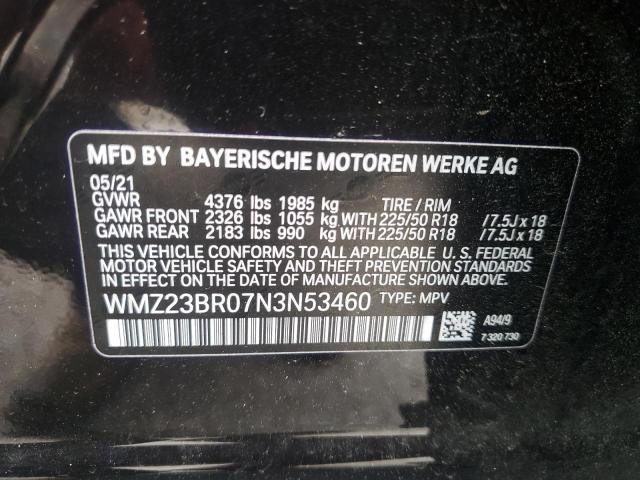 MFD BY BAYERISCHE MOTOREN WERKE AG
05/21
GVWR 4376 lbs 1985 kg TIRE / RIM
GAWR FRONT 2326 lbs 1055 kg WITH 225/50 R18 /7.5J x 18
GAWR REAR 2183 lbs 990 kg WITH 225/50 R18 /7.5J x 18
THIS VEHICLE CONFORMS TO ALL APPLICABLE U. S. FEDERAL
MOTOR VEHICLE SAFETY AND THEFT PREVENTION STANDARDS
IN EFFECT ON THE DATE OF MANUFACTURE SHOWN ABOVE.
WMZ23BR07N3N53460 TYPE: MPV
A94/9
7 320 730